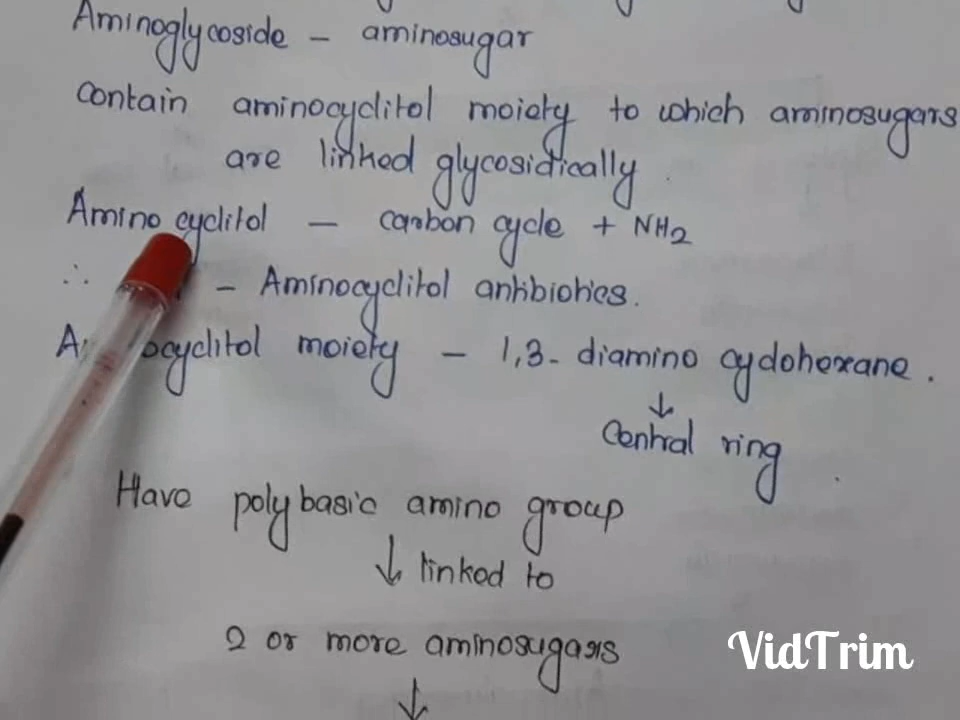 Aminoglycoside – aminosugar
contain aminocyclitol moiety to which aminosugars
are linked glycosidically
Amino cyclitol – carbon cycle + NH2
∴ – Aminocyclitol antibiotics.
moiety – 1,3- diamino cyclohexane.
↓
Central ring
Have polybasic amino group
↓ linked to
2 or more aminosugars
↓
VidTrim